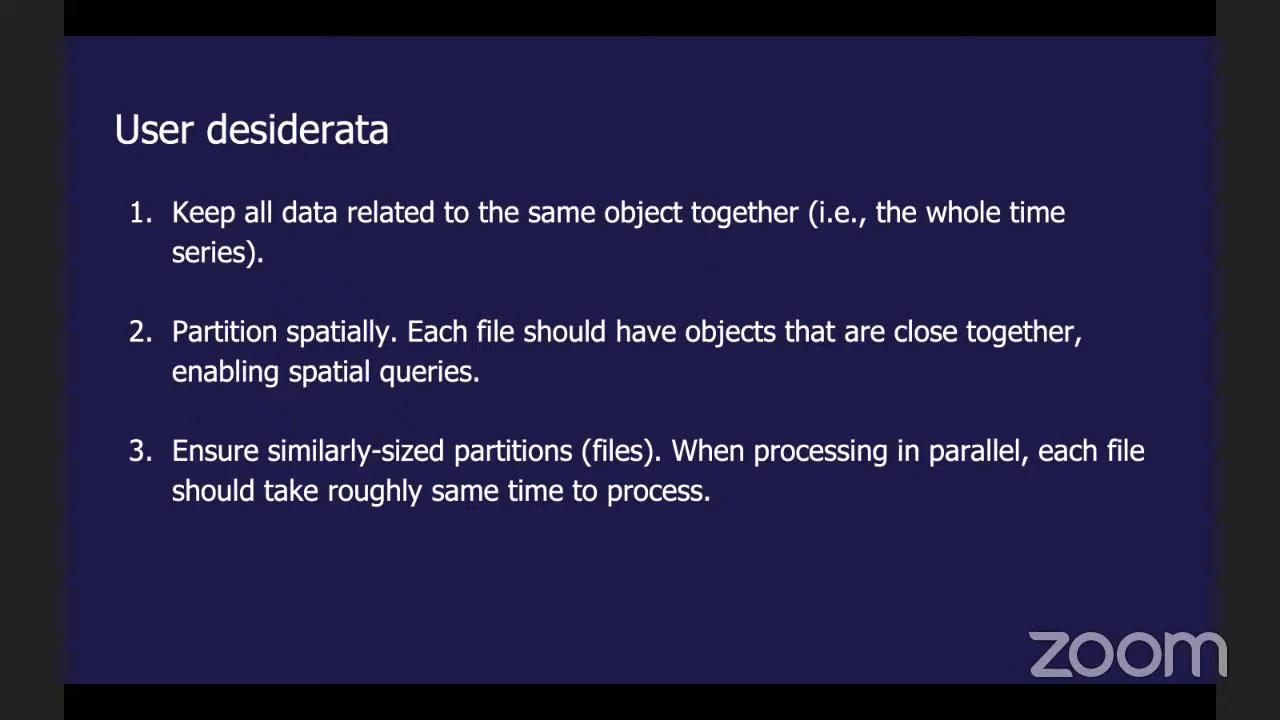 User desiderata
1. Keep all data related to the same object together (i.e., the whole time
series).
2. Partition spatially. Each file should have objects that are close together,
enabling spatial queries.
3. Ensure similarly-sized partitions (files). When processing in parallel, each file
should take roughly same time to process.
zoom